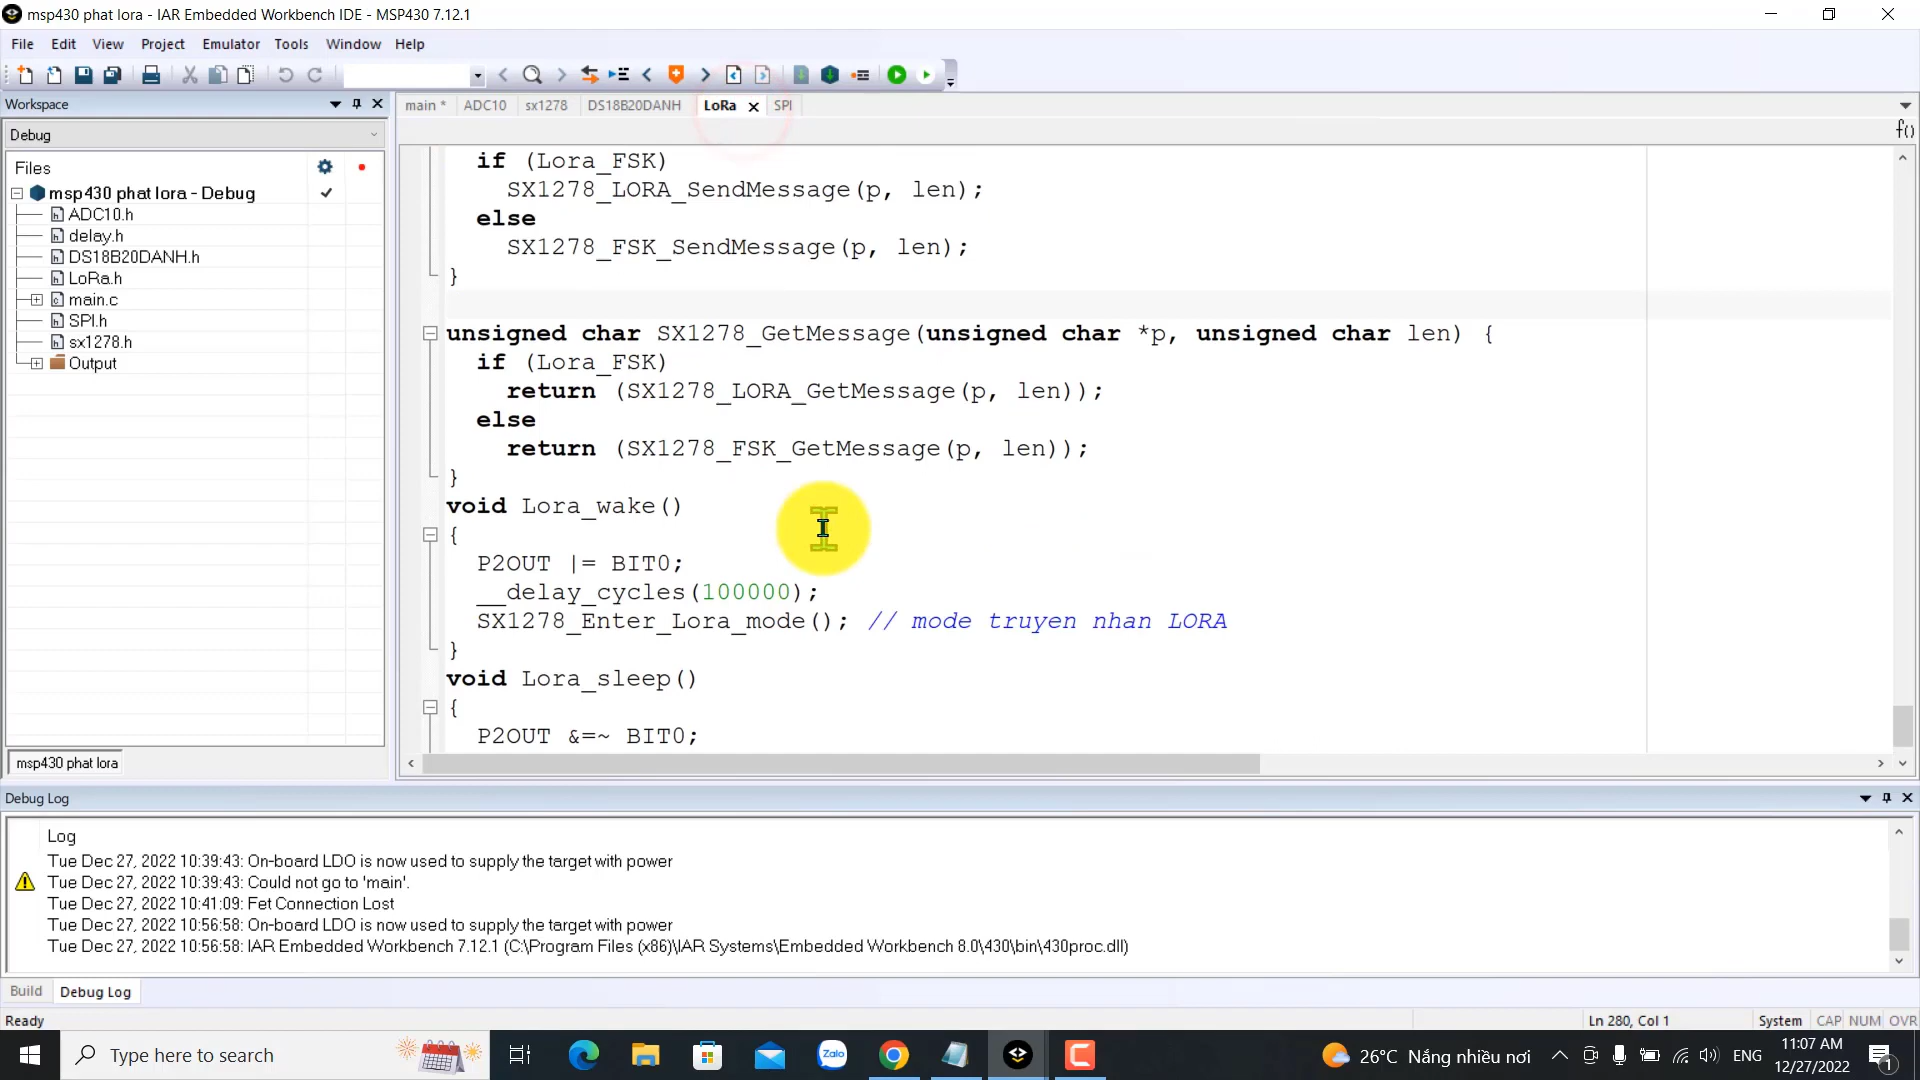 msp430 phat lora - IAR Embedded Workbench IDE - MSP430 7.12.1
File Edit View Project Emulator Tools Window Help
Workspace
main * ADC10 sx1278 DS18B20DANH LoRa SPI
Debug
f()
Files
msp430 phat lora - Debug
ADC10.h
delay.h
DS18B20DANH.h
LoRa.h
main.c
SPI.h
sx1278.h
Output
msp430 phat lora
if (Lora_FSK)
SX1278_LORA_SendMessage(p, len);
else
SX1278_FSK_SendMessage(p, len);
}
unsigned char SX1278_GetMessage(unsigned char *p, unsigned char len) {
if (Lora_FSK)
return (SX1278_LORA_GetMessage(p, len));
else
return (SX1278_FSK_GetMessage(p, len));
}
void Lora_wake()
{
P2OUT |= BIT0;
__delay_cycles(100000);
SX1278_Enter_Lora_mode(); // mode truyen nhan LORA
}
void Lora_sleep()
{
P2OUT &=~ BIT0;
Debug Log
Log
Tue Dec 27, 2022 10:39:43: On-board LDO is now used to supply the target with power
Tue Dec 27, 2022 10:39:43: Could not go to 'main'.
Tue Dec 27, 2022 10:41:09: Fet Connection Lost
Tue Dec 27, 2022 10:56:58: On-board LDO is now used to supply the target with power
Tue Dec 27, 2022 10:56:58: IAR Embedded Workbench 7.12.1 (C:\Program Files (x86)\IAR Systems\Embedded Workbench 8.0\430\bin\430proc.dll)
Build Debug Log
Ready
Ln 280, Col 1
System CAP NUM OVR
Type here to search
Zalo
26°C Nắng nhiều nơi
ENG
11:07 AM
12/27/2022
1